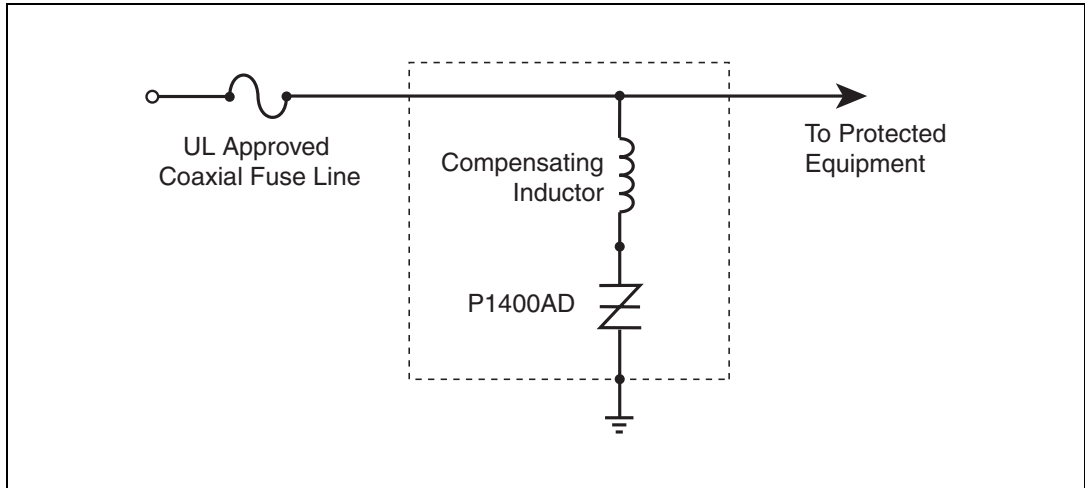 UL Approved
Coaxial Fuse Line
Compensating
Inductor
To Protected
Equipment
P1400AD